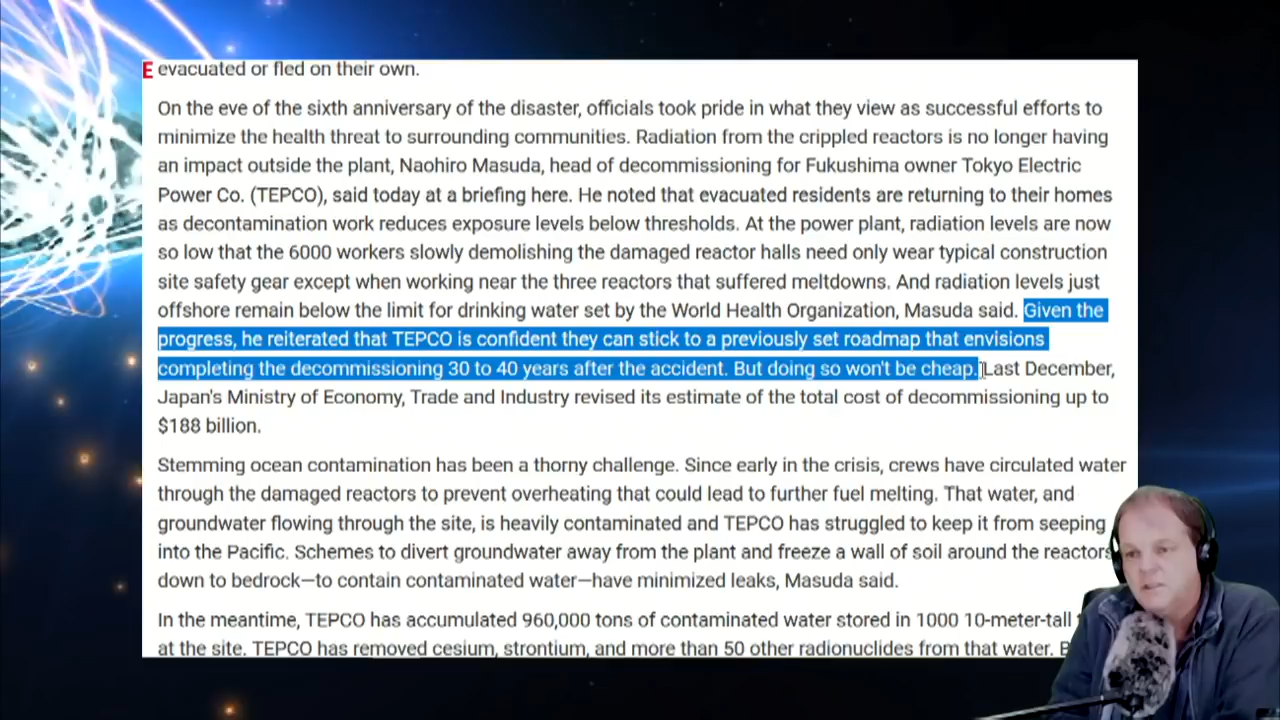 E evacuated or fled on their own.
On the eve of the sixth anniversary of the disaster, officials took pride in what they view as successful efforts to
minimize the health threat to surrounding communities. Radiation from the crippled reactors is no longer having
an impact outside the plant, Naohiro Masuda, head of decommissioning for Fukushima owner Tokyo Electric
Power Co. (TEPCO), said today at a briefing here. He noted that evacuated residents are returning to their homes
as decontamination work reduces exposure levels below thresholds. At the power plant, radiation levels are now
so low that the 6000 workers slowly demolishing the damaged reactor halls need only wear typical construction
site safety gear except when working near the three reactors that suffered meltdowns. And radiation levels just
offshore remain below the limit for drinking water set by the World Health Organization, Masuda said. Given the
progress, he reiterated that TEPCO is confident they can stick to a previously set roadmap that envisions
completing the decommissioning 30 to 40 years after the accident. But doing so won't be cheap. Last December,
Japan's Ministry of Economy, Trade and Industry revised its estimate of the total cost of decommissioning up to
$188 billion.
Stemming ocean contamination has been a thorny challenge. Since early in the crisis, crews have circulated water
through the damaged reactors to prevent overheating that could lead to further fuel melting. That water, and
groundwater flowing through the site, is heavily contaminated and TEPCO has struggled to keep it from seeping
into the Pacific. Schemes to divert groundwater away from the plant and freeze a wall of soil around the reactors
down to bedrock—to contain contaminated water—have minimized leaks, Masuda said.
In the meantime, TEPCO has accumulated 960,000 tons of contaminated water stored in 1000 10-meter-tall
at the site. TEPCO has removed cesium, strontium, and more than 50 other radionuclides from that water.